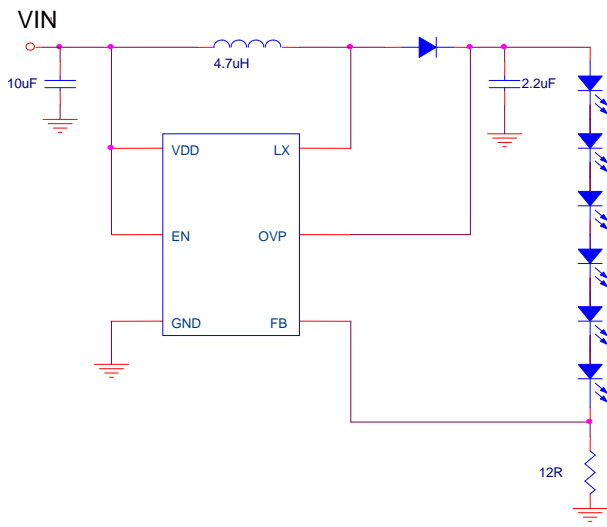 VIN
4.7uH
10uF
2.2uF
VDD
LX
EN
OVP
GND
FB
12R